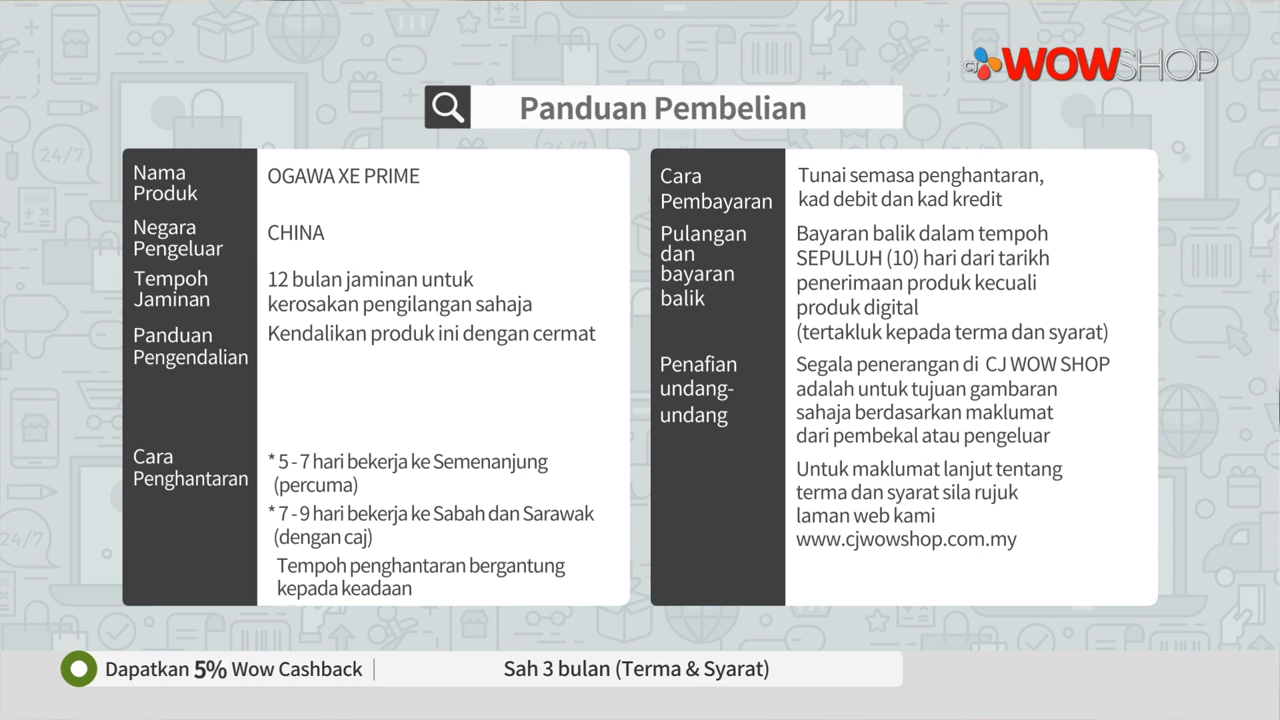 CJ WOWSHOP
Panduan Pembelian
Nama
Produk
OGAWA XE PRIME
Negara
Pengeluar
CHINA
Tempoh
Jaminan
12 bulan jaminan untuk
kerosakan pengilangan sahaja
Panduan
Pengendalian
Kendalikan produk ini dengan cermat
Cara
Penghantaran
* 5 - 7 hari bekerja ke Semenanjung
(percuma)
* 7 - 9 hari bekerja ke Sabah dan Sarawak
(dengan caj)
Tempoh penghantaran bergantung
kepada keadaan
Cara
Pembayaran
Tunai semasa penghantaran,
kad debit dan kad kredit
Pulangan
dan
bayaran
balik
Bayaran balik dalam tempoh
SEPULUH (10) hari dari tarikh
penerimaan produk kecuali
produk digital
(tertakluk kepada terma dan syarat)
Penafian
undang-
undang
Segala penerangan di CJ WOW SHOP
adalah untuk tujuan gambaran
sahaja berdasarkan maklumat
dari pembekal atau pengeluar
Untuk maklumat lanjut tentang
terma dan syarat sila rujuk
laman web kami
www.cjwowshop.com.my
24/7
24/7
24/7
Dapatkan 5% Wow Cashback
Sah 3 bulan (Terma & Syarat)